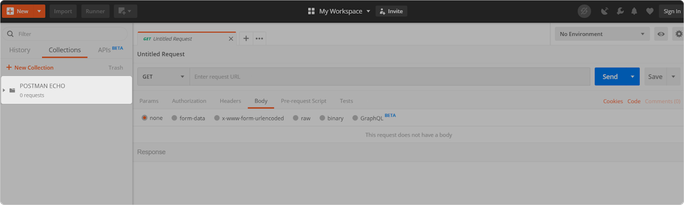 New Import Runner My Workspace Invite Sign In
Filter
GET Untitled Request No Environment
History Collections APIs BETA
Untitled Request
New Collection Trash
GET Enter request URL Send Save
POSTMAN ECHO
0 requests
Params Authorization Headers Body Pre-request Script Tests Cookies Code Comments (0)
none form-data x-www-form-urlencoded raw binary GraphQL BETA
This request does not have a body
Response